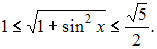 1 ≤ √(1 + sin² x) ≤ √5/2.